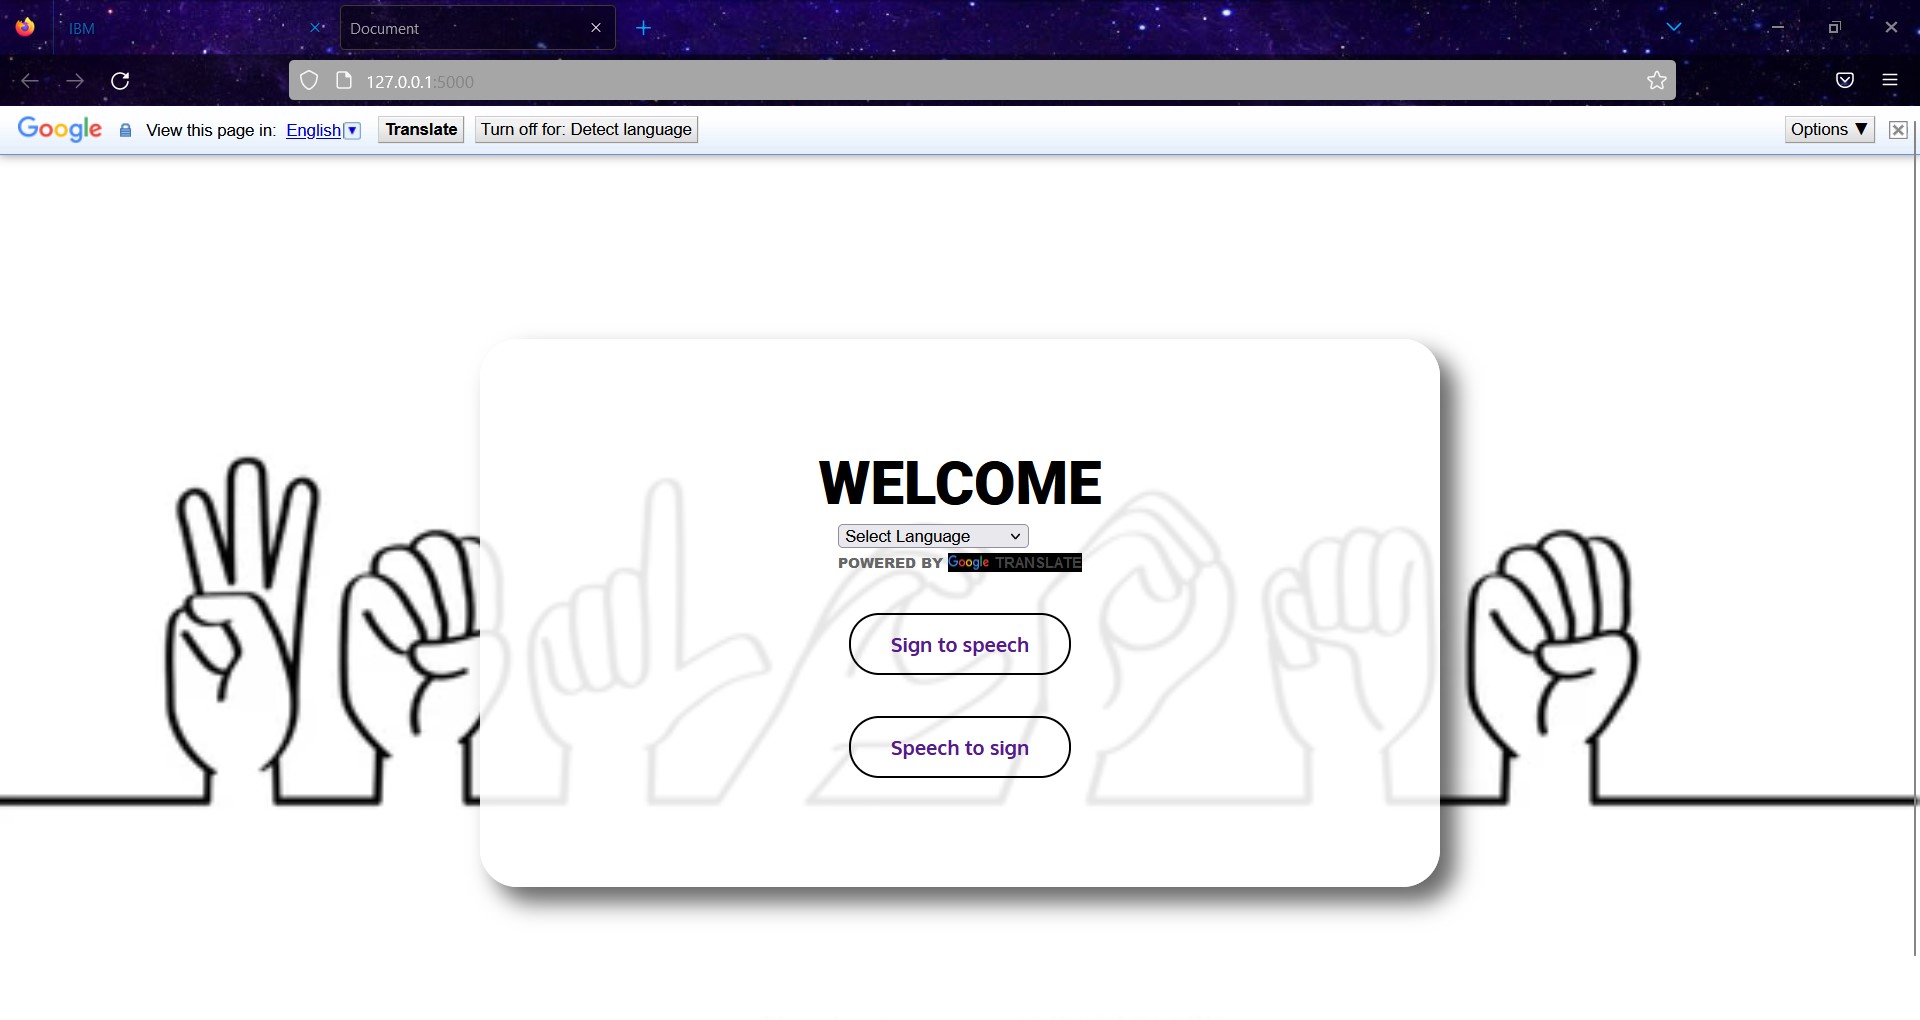 IBM
Document
127.0.0.1:5000
Google View this page in: English Translate Turn off for: Detect language Options
WELCOME
Select Language
POWERED BY Google TRANSLATE
Sign to speech
Speech to sign